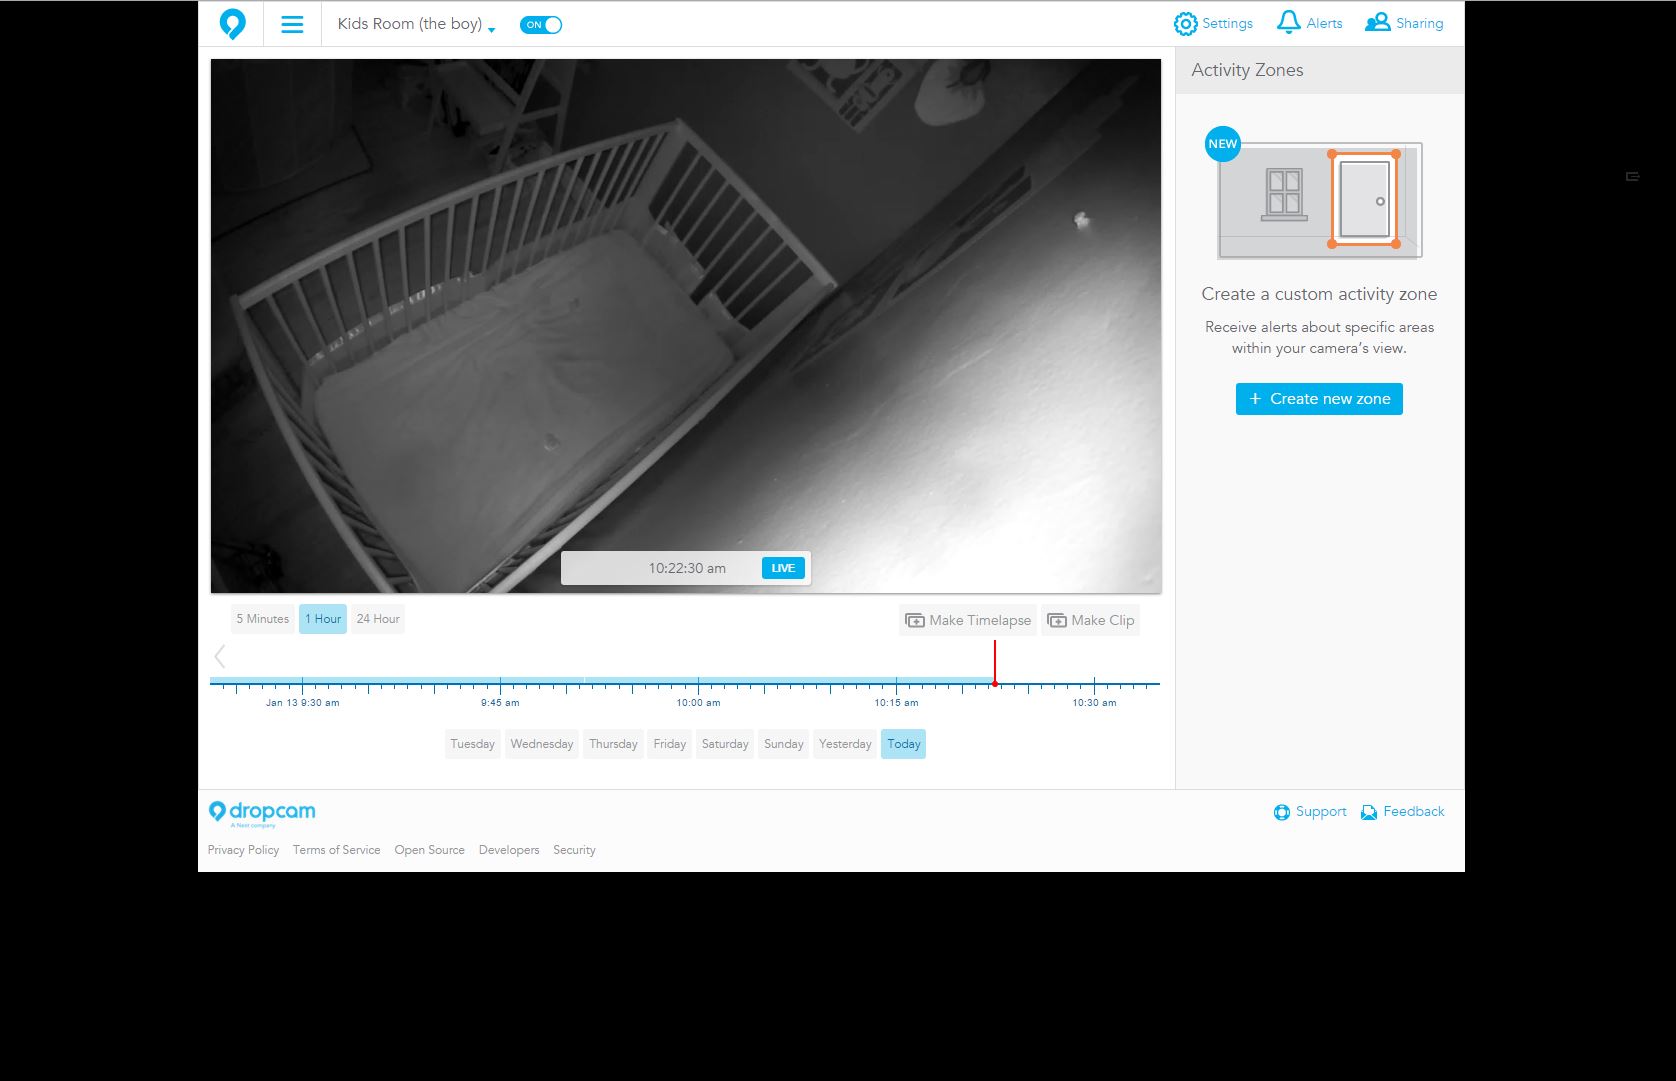 Kids Room (the boy)
ON
Settings
Alerts
Sharing
Activity Zones
NEW
Create a custom activity zone
Receive alerts about specific areas
within your camera's view.
+ Create new zone
10:22:30 am
LIVE
5 Minutes
1 Hour
24 Hour
Make Timelapse
Make Clip
Jan 13 9:30 am
9:45 am
10:00 am
10:15 am
10:30 am
Tuesday
Wednesday
Thursday
Friday
Saturday
Sunday
Yesterday
Today
dropcam
A Nest company
Support
Feedback
Privacy Policy
Terms of Service
Open Source
Developers
Security